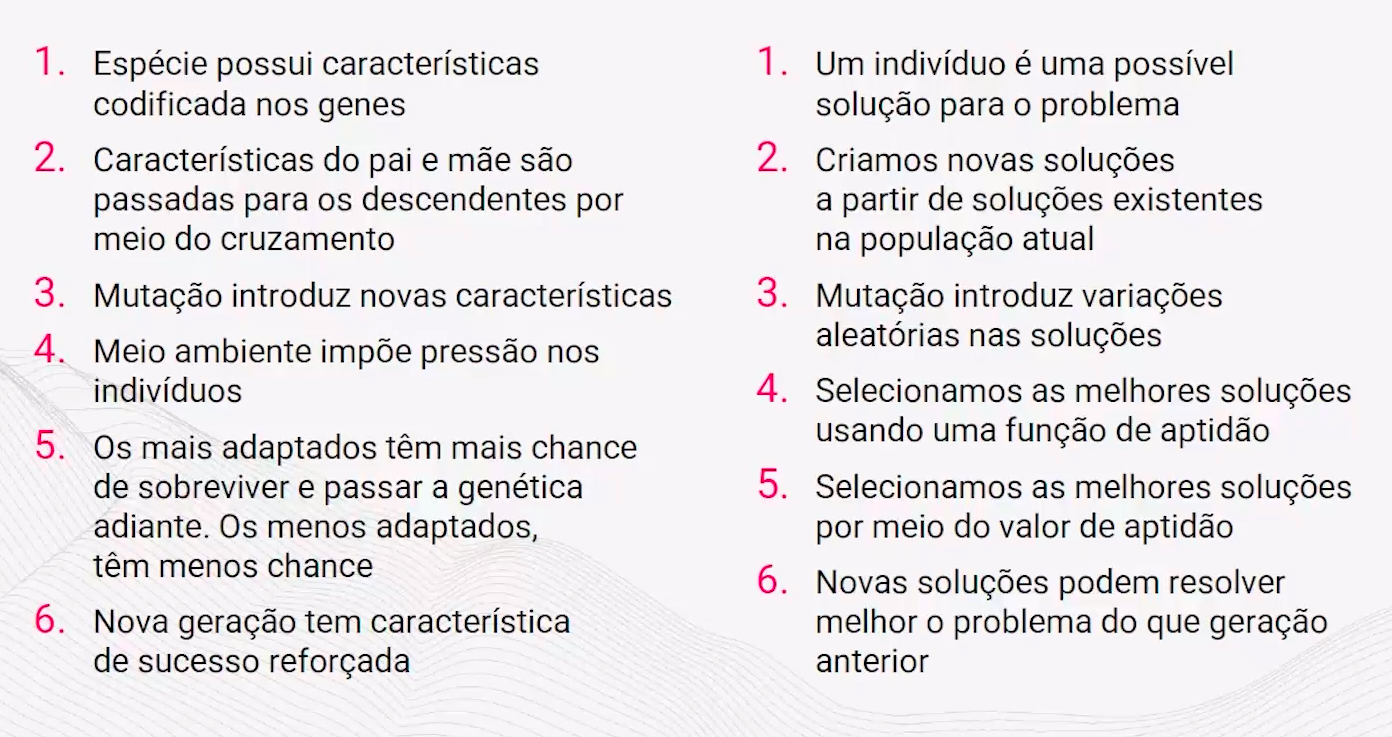 1. Espécie possui características
codificada nos genes
2. Características do pai e mãe são
passadas para os descendentes por
meio do cruzamento
3. Mutação introduz novas características
4. Meio ambiente impõe pressão nos
indivíduos
5. Os mais adaptados têm mais chance
de sobreviver e passar a genética
adiante. Os menos adaptados,
têm menos chance
6. Nova geração tem característica
de sucesso reforçada
1. Um indivíduo é uma possível
solução para o problema
2. Criamos novas soluções
a partir de soluções existentes
na população atual
3. Mutação introduz variações
aleatórias nas soluções
4. Selecionamos as melhores soluções
usando uma função de aptidão
5. Selecionamos as melhores soluções
por meio do valor de aptidão
6. Novas soluções podem resolver
melhor o problema do que geração
anterior